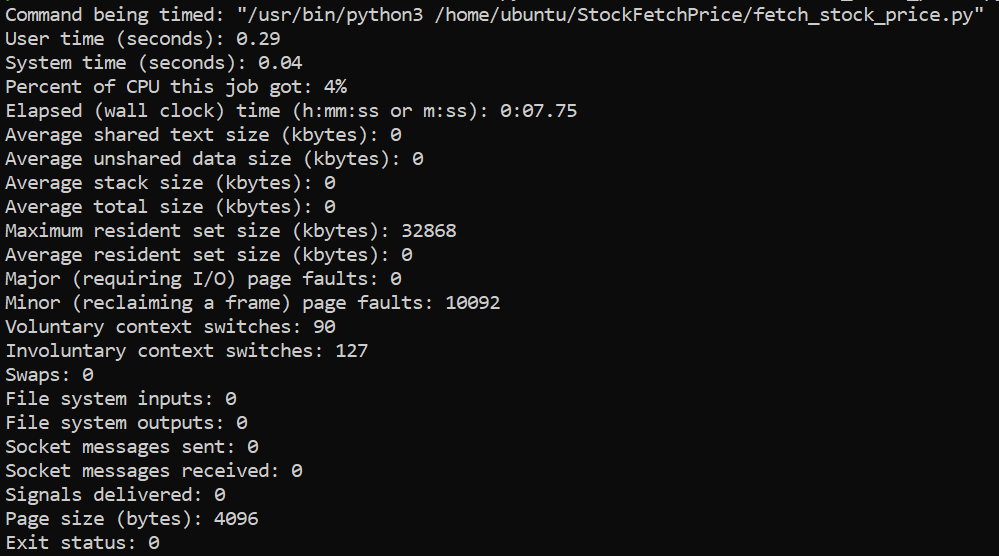 Command being timed: "/usr/bin/python3 /home/ubuntu/StockFetchPrice/fetch_stock_price.py"
User time (seconds): 0.29
System time (seconds): 0.04
Percent of CPU this job got: 4%
Elapsed (wall clock) time (h:mm:ss or m:ss): 0:07.75
Average shared text size (kbytes): 0
Average unshared data size (kbytes): 0
Average stack size (kbytes): 0
Average total size (kbytes): 0
Maximum resident set size (kbytes): 32868
Average resident set size (kbytes): 0
Major (requiring I/O) page faults: 0
Minor (reclaiming a frame) page faults: 10092
Voluntary context switches: 90
Involuntary context switches: 127
Swaps: 0
File system inputs: 0
File system outputs: 0
Socket messages sent: 0
Socket messages received: 0
Signals delivered: 0
Page size (bytes): 4096
Exit status: 0